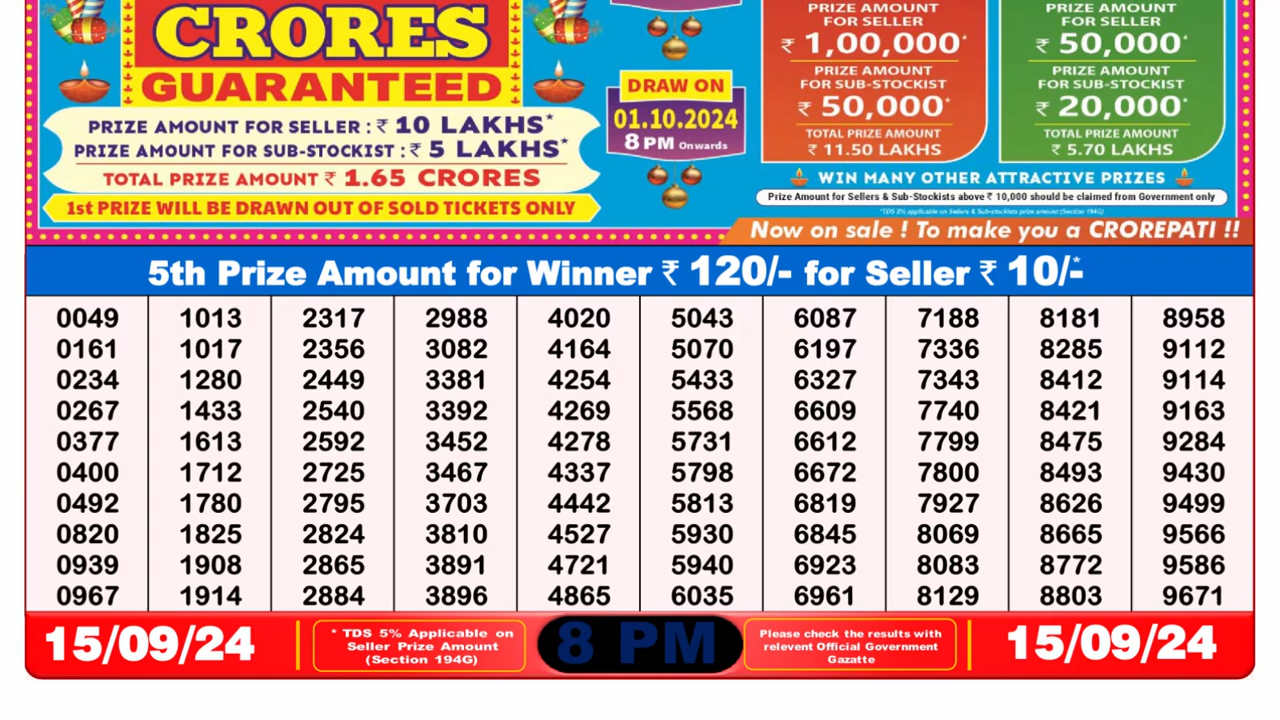 CRORES
GUARANTEED
PRIZE AMOUNT FOR SELLER : ₹ 10 LAKHS*
PRIZE AMOUNT FOR SUB-STOCKIST : ₹ 5 LAKHS*
TOTAL PRIZE AMOUNT ₹ 1.65 CRORES
1st PRIZE WILL BE DRAWN OUT OF SOLD TICKETS ONLY
DRAW ON
01.10.2024
8 PM Onwards
PRIZE AMOUNT
FOR SELLER
₹ 1,00,000*
PRIZE AMOUNT
FOR SUB-STOCKIST
₹ 50,000*
TOTAL PRIZE AMOUNT
₹ 11.50 LAKHS
PRIZE AMOUNT
FOR SELLER
₹ 50,000*
PRIZE AMOUNT
FOR SUB-STOCKIST
₹ 20,000*
TOTAL PRIZE AMOUNT
₹ 5.70 LAKHS
WIN MANY OTHER ATTRACTIVE PRIZES
Prize Amount for Sellers & Sub-Stockists above ₹ 10,000 should be claimed from Government only
*TDS 2% applicable on Sellers & Sub-stockists prize amount (Section 194G)
Now on sale ! To make you a CROREPATI !!
5th Prize Amount for Winner ₹ 120/- for Seller ₹ 10/-*
0049 1013 2317 2988 4020 5043 6087 7188 8181 8958
0161 1017 2356 3082 4164 5070 6197 7336 8285 9112
0234 1280 2449 3381 4254 5433 6327 7343 8412 9114
0267 1433 2540 3392 4269 5568 6609 7740 8421 9163
0377 1613 2592 3452 4278 5731 6612 7799 8475 9284
0400 1712 2725 3467 4337 5798 6672 7800 8493 9430
0492 1780 2795 3703 4442 5813 6819 7927 8626 9499
0820 1825 2824 3810 4527 5930 6845 8069 8665 9566
0939 1908 2865 3891 4721 5940 6923 8083 8772 9586
0967 1914 2884 3896 4865 6035 6961 8129 8803 9671
15/09/24
* TDS 5% Applicable on
Seller Prize Amount
(Section 194G)
8 PM
Please check the results with
relevent Official Government
Gazatte
15/09/24